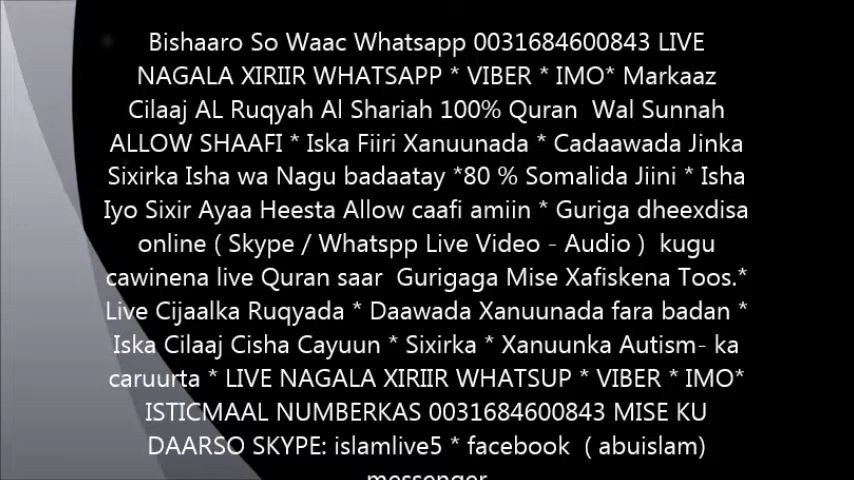 Bishaaro So Waac Whatsapp 0031684600843 LIVE
NAGALA XIRIIR WHATSAPP * VIBER * IMO* Markaaz
Cilaaj AL Ruqyah Al Shariah 100% Quran Wal Sunnah
ALLOW SHAAFI * Iska Fiiri Xanuunada * Cadaawada Jinka
Sixirka Isha wa Nagu badaatay *80 % Somalida Jiini * Isha
Iyo Sixir Ayaa Heesta Allow caafi amiin * Guriga dheexdisa
online ( Skype / Whatspp Live Video - Audio ) kugu
cawinena live Quran saar Gurigaga Mise Xafiskena Toos.*
Live Cijaalka Ruqyada * Daawada Xanuunada fara badan *
Iska Cilaaj Cisha Cayuun * Sixirka * Xanuunka Autism- ka
caruurta * LIVE NAGALA XIRIIR WHATSUP * VIBER * IMO*
ISTICMAAL NUMBERKAS 0031684600843 MISE KU
DAARSO SKYPE: islamlive5 * facebook ( abuislam)
messenger